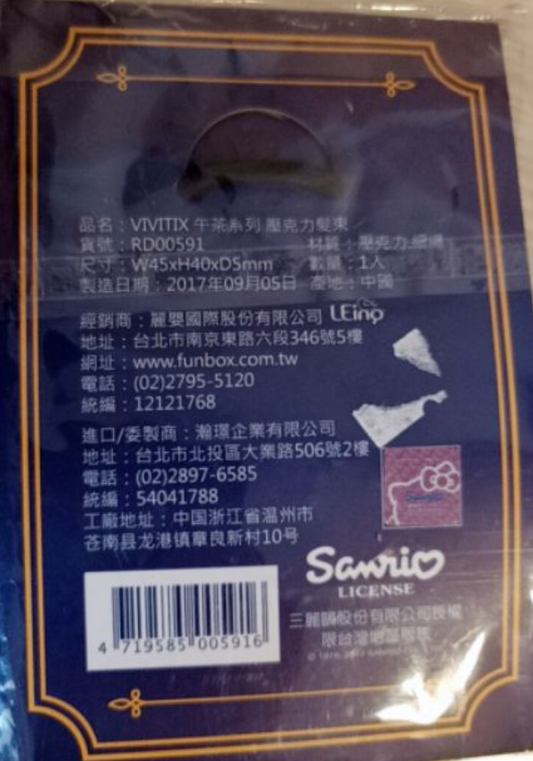 品名：VIVITIX 午茶系列 壓克力髮束
貨號：RD00591 材質：壓克力.細繩
尺寸：W45xH40xD5mm 數量：1入
製造日期：2017年09月05日 產地：中國
經銷商：麗嬰國際股份有限公司 LEing
地址：台北市南京東路六段346號5樓
網址：www.funbox.com.tw
電話：(02)2795-5120
統編：12121768
進口/委製商：瀚璟企業有限公司
地址：台北市北投區大業路506號2樓
電話：(02)2897-6585
統編：54041788
工廠地址：中国浙江省温州市
苍南县龙港镇章良新村10号
Sanrio
Sanrio
LICENSE
三麗鷗股份有限公司授權
限台灣地區販售
4 719585 005916